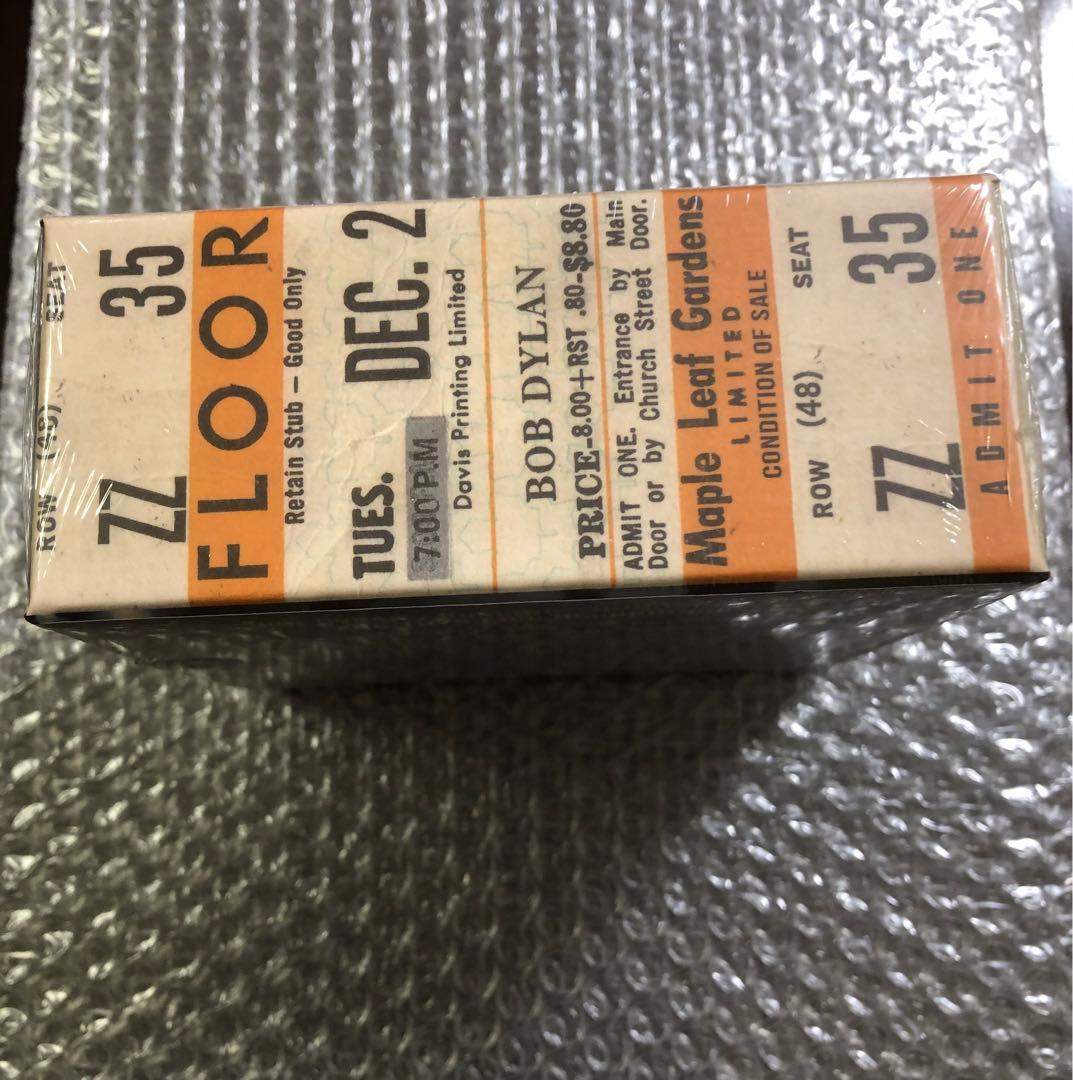 ROW (48) SEAT
ZZ 35
FLOOR
Retain Stub – Good Only
TUES. DEC. 2
7:00 P.M
Davis Printing Limited
BOB DYLAN
PRICE-8.00+RST .80-$8.80
ADMIT ONE. Entrance by Main
Door or by Church Street Door.
Maple Leaf Gardens
LIMITED
CONDITION OF SALE
ROW (48) SEAT
ZZ 35
ADMIT ONE